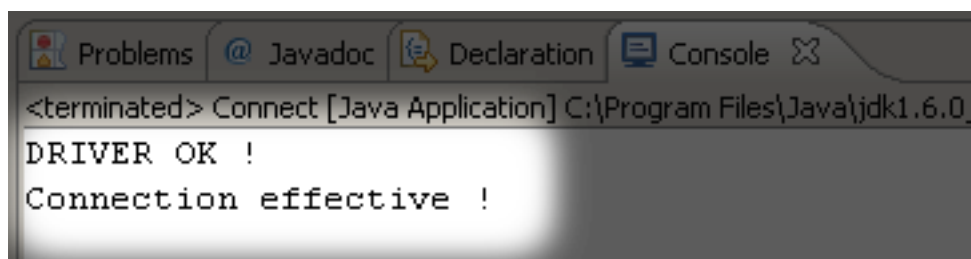 Problems @ Javadoc Declaration Console
<terminated> Connect [Java Application] C:\Program Files\Java\jdk1.6.0_
DRIVER OK !
Connection effective !